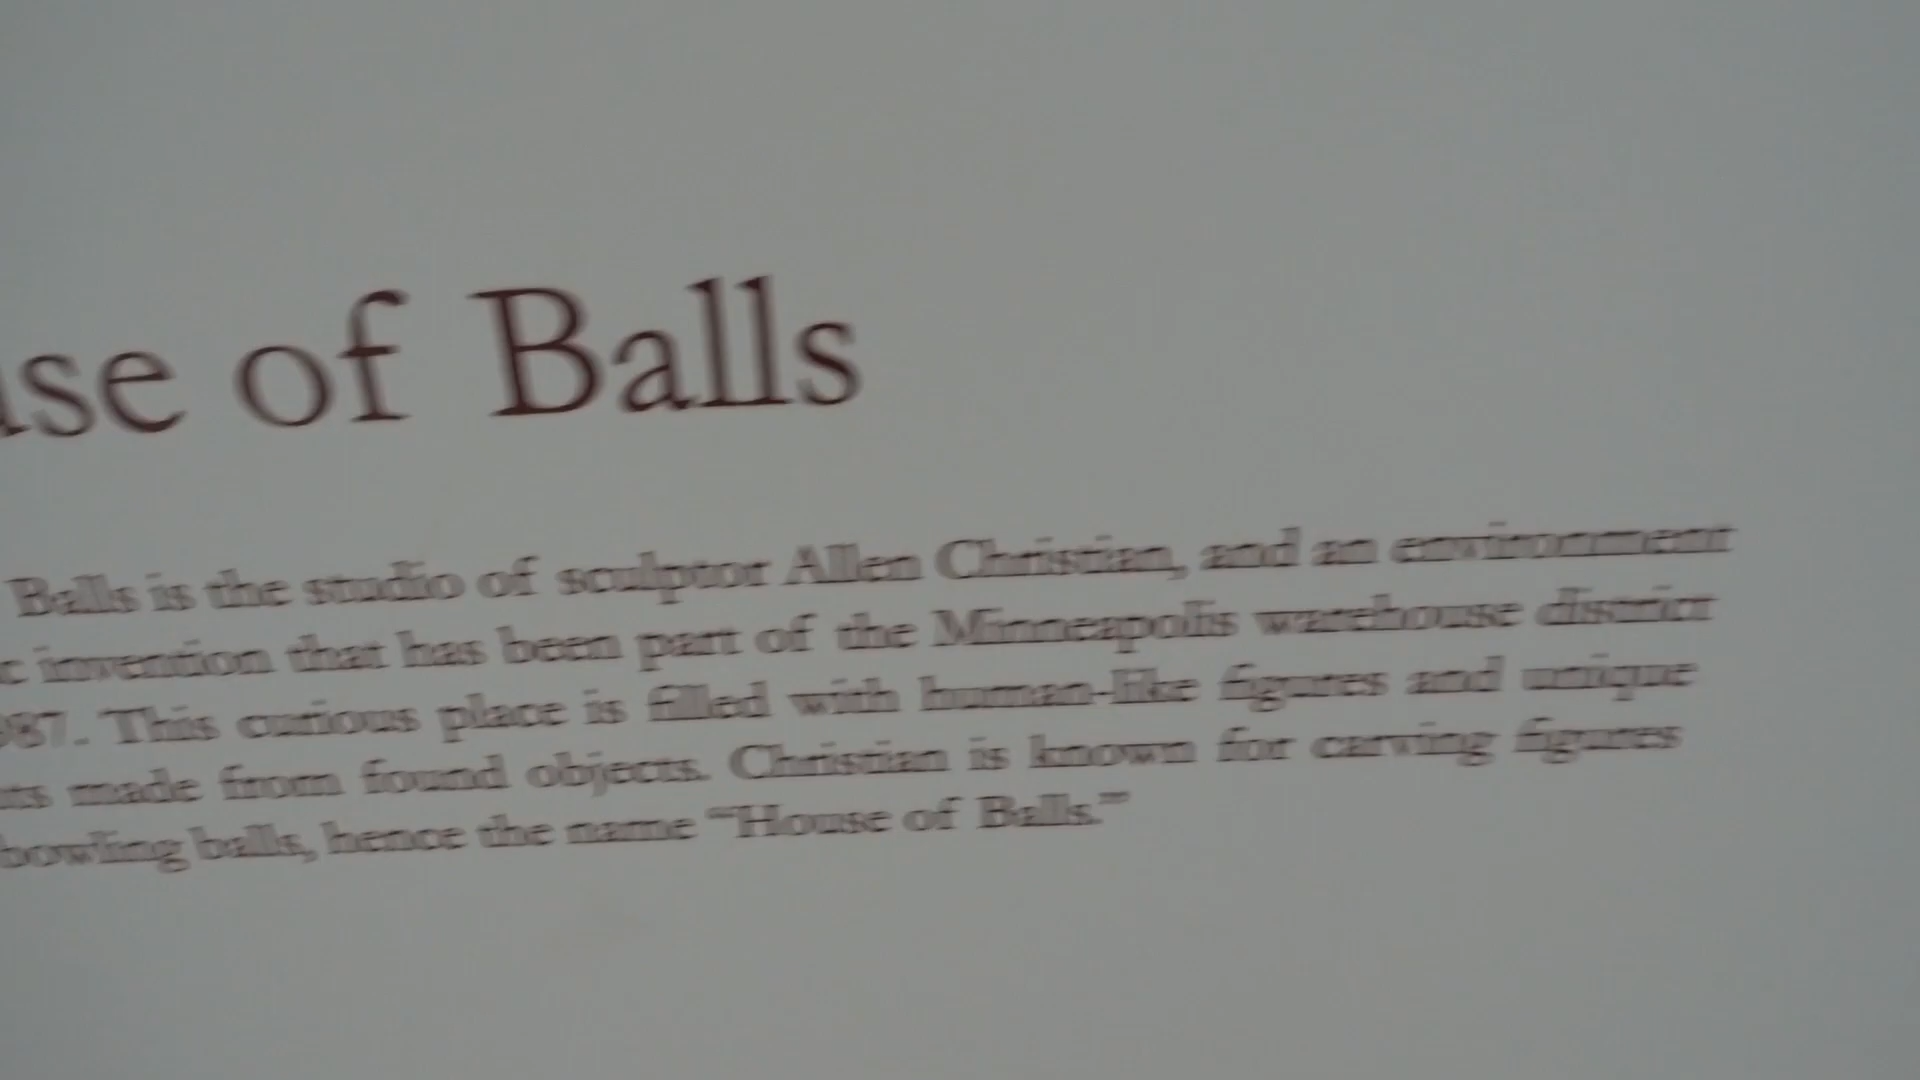 use of Balls
Balls is the studio of sculptor Allen Christian, and an environment
c invention that has been part of the Minneapolis warehouse district
987. This curious place is filled with human-like figures and unique
ts made from found objects. Christian is known for carving figures
bowling balls, hence the name “House of Balls.”